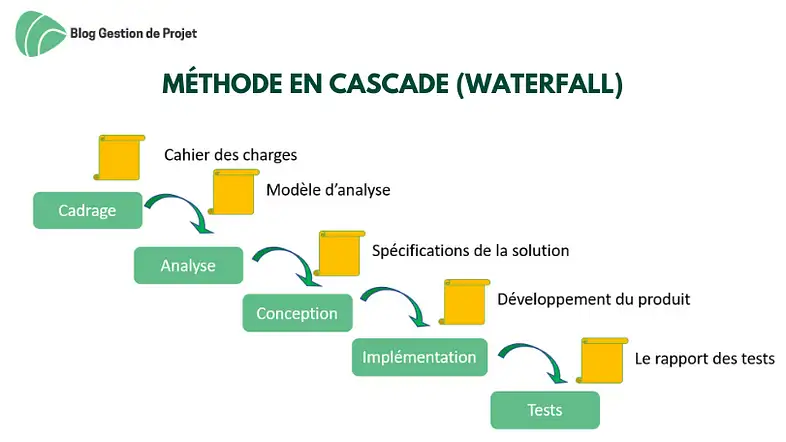 Blog Gestion de Projet
MÉTHODE EN CASCADE (WATERFALL)
Cahier des charges
Modèle d’analyse
Cadrage
Spécifications de la solution
Analyse
Développement du produit
Conception
Le rapport des tests
Implémentation
Tests